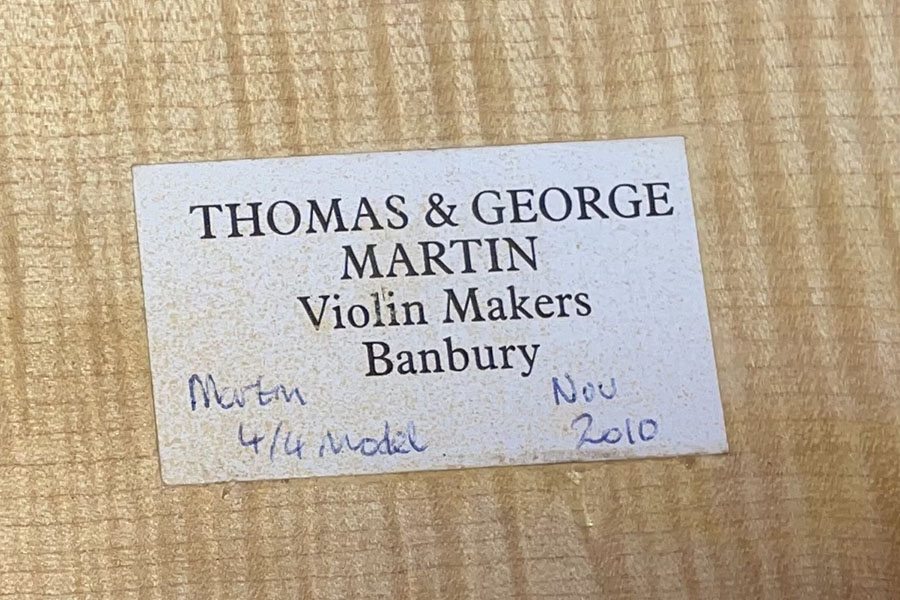 THOMAS & GEORGE
MARTIN
Violin Makers
Banbury
Martin Nov
4/4 Model 2010